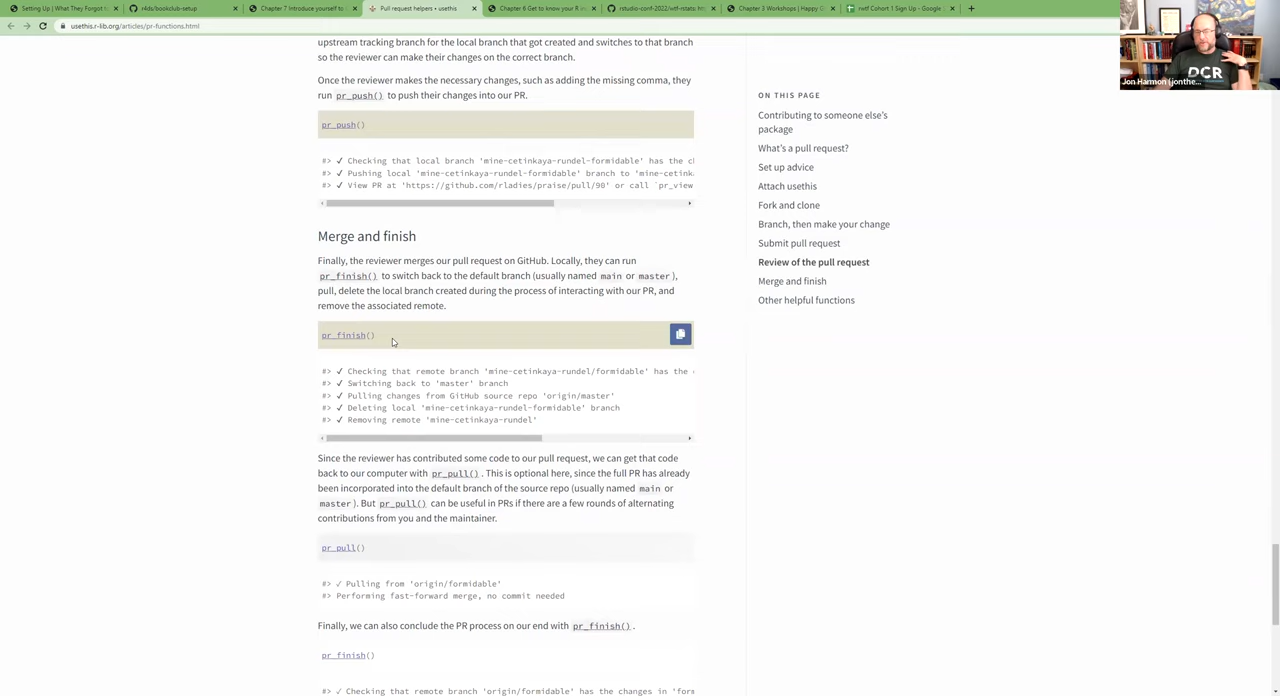 Setting Up | What They Forgot to
r4ds/bookclub-setup
Chapter 7 Introduce yourself to
Pull request helpers • usethis
Chapter 6 Get to know your R in
rstudio-conf-2022/wtf-rstats: ht
Chapter 3 Workshops | Happy G
rwtf Cohort 1 Sign Up - Google
usethis.r-lib.org/articles/pr-functions.html
upstream tracking branch for the local branch that got created and switches to that branch
so the reviewer can make their changes on the correct branch.
Once the reviewer makes the necessary changes, such as adding the missing comma, they
run pr_push() to push their changes into our PR.
pr_push()
#> ✓ Checking that local branch 'mine-cetinkaya-rundel-formidable' has the ch
#> ✓ Pushing local 'mine-cetinkaya-rundel-formidable' branch to 'mine-cetink
#> ✓ View PR at 'https://github.com/rladies/praise/pull/90' or call `pr_view
Merge and finish
Finally, the reviewer merges our pull request on GitHub. Locally, they can run
pr_finish() to switch back to the default branch (usually named main or master),
pull, delete the local branch created during the process of interacting with our PR, and
remove the associated remote.
pr_finish()
#> ✓ Checking that remote branch 'mine-cetinkaya-rundel/formidable' has the
#> ✓ Switching back to 'master' branch
#> ✓ Pulling changes from GitHub source repo 'origin/master'
#> ✓ Deleting local 'mine-cetinkaya-rundel-formidable' branch
#> ✓ Removing remote 'mine-cetinkaya-rundel'
Since the reviewer has contributed some code to our pull request, we can get that code
back to our computer with pr_pull(). This is optional here, since the full PR has already
been incorporated into the default branch of the source repo (usually named main or
master). But pr_pull() can be useful in PRs if there are a few rounds of alternating
contributions from you and the maintainer.
pr_pull()
#> ✓ Pulling from 'origin/formidable'
#> Performing fast-forward merge, no commit needed
Finally, we can also conclude the PR process on our end with pr_finish().
pr_finish()
#> ✓ Checking that remote branch 'origin/formidable' has the changes in 'form
ON THIS PAGE
Contributing to someone else's
package
What's a pull request?
Set up advice
Attach usethis
Fork and clone
Branch, then make your change
Submit pull request
Review of the pull request
Merge and finish
Other helpful functions
DCR
Jon Harmon (jonthe...